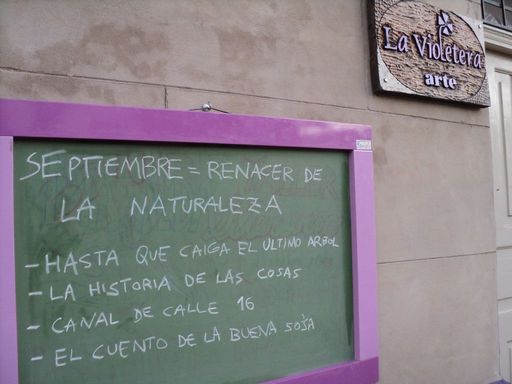 La Violetera
arte
SEPTIEMBRE = RENACER DE
LA NATURALEZA
- HASTA QUE CAIGA EL ULTIMO ARBOL
- LA HISTORIA DE LAS COSAS
- CANAL DE CALLE 16
- EL CUENTO DE LA BUENA SOJA